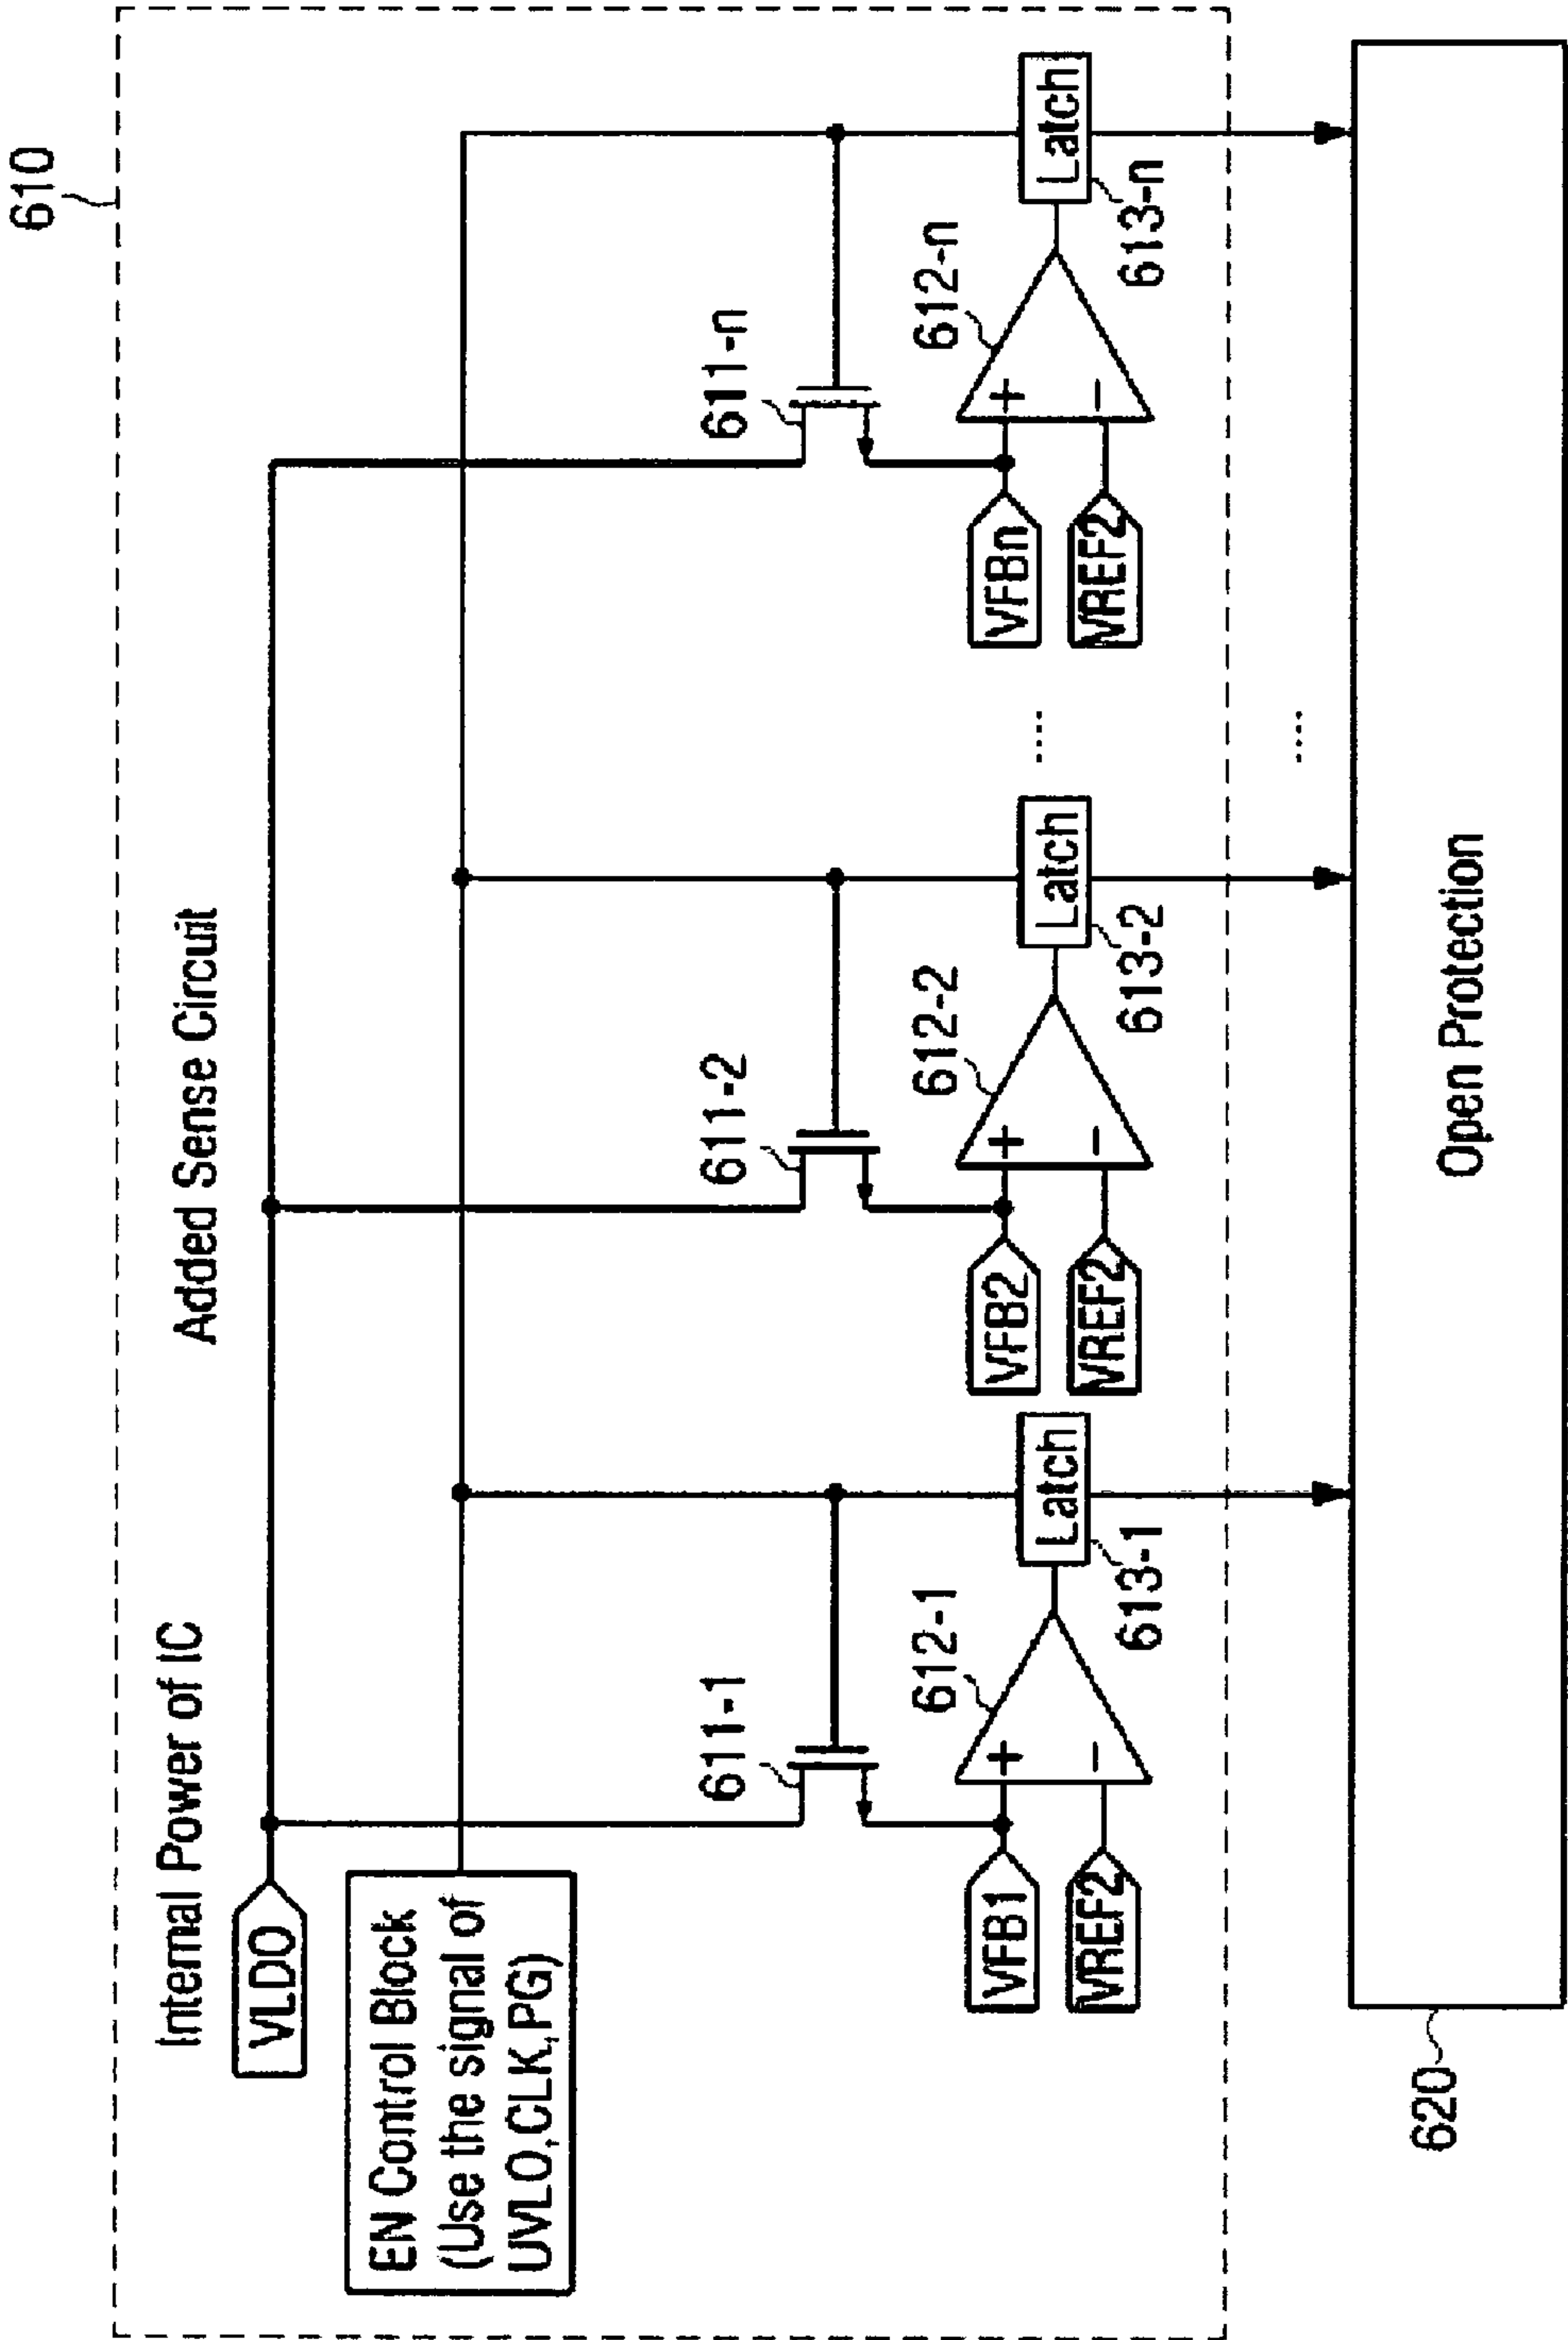 610
Added Sense Circuit
Internal Power of IC
VLDO
EN Control Block
(Use the signal of
UVLO,CLK,PG)
611-1
611-2
611-n
612-1
612-2
612-n
VFB1
VREF2
Latch
613-1
VFB2
VREF2
Latch
613-2
....
VFBn
VREF2
Latch
613-n
+
−
+
−
+
−
....
Open Protection
620